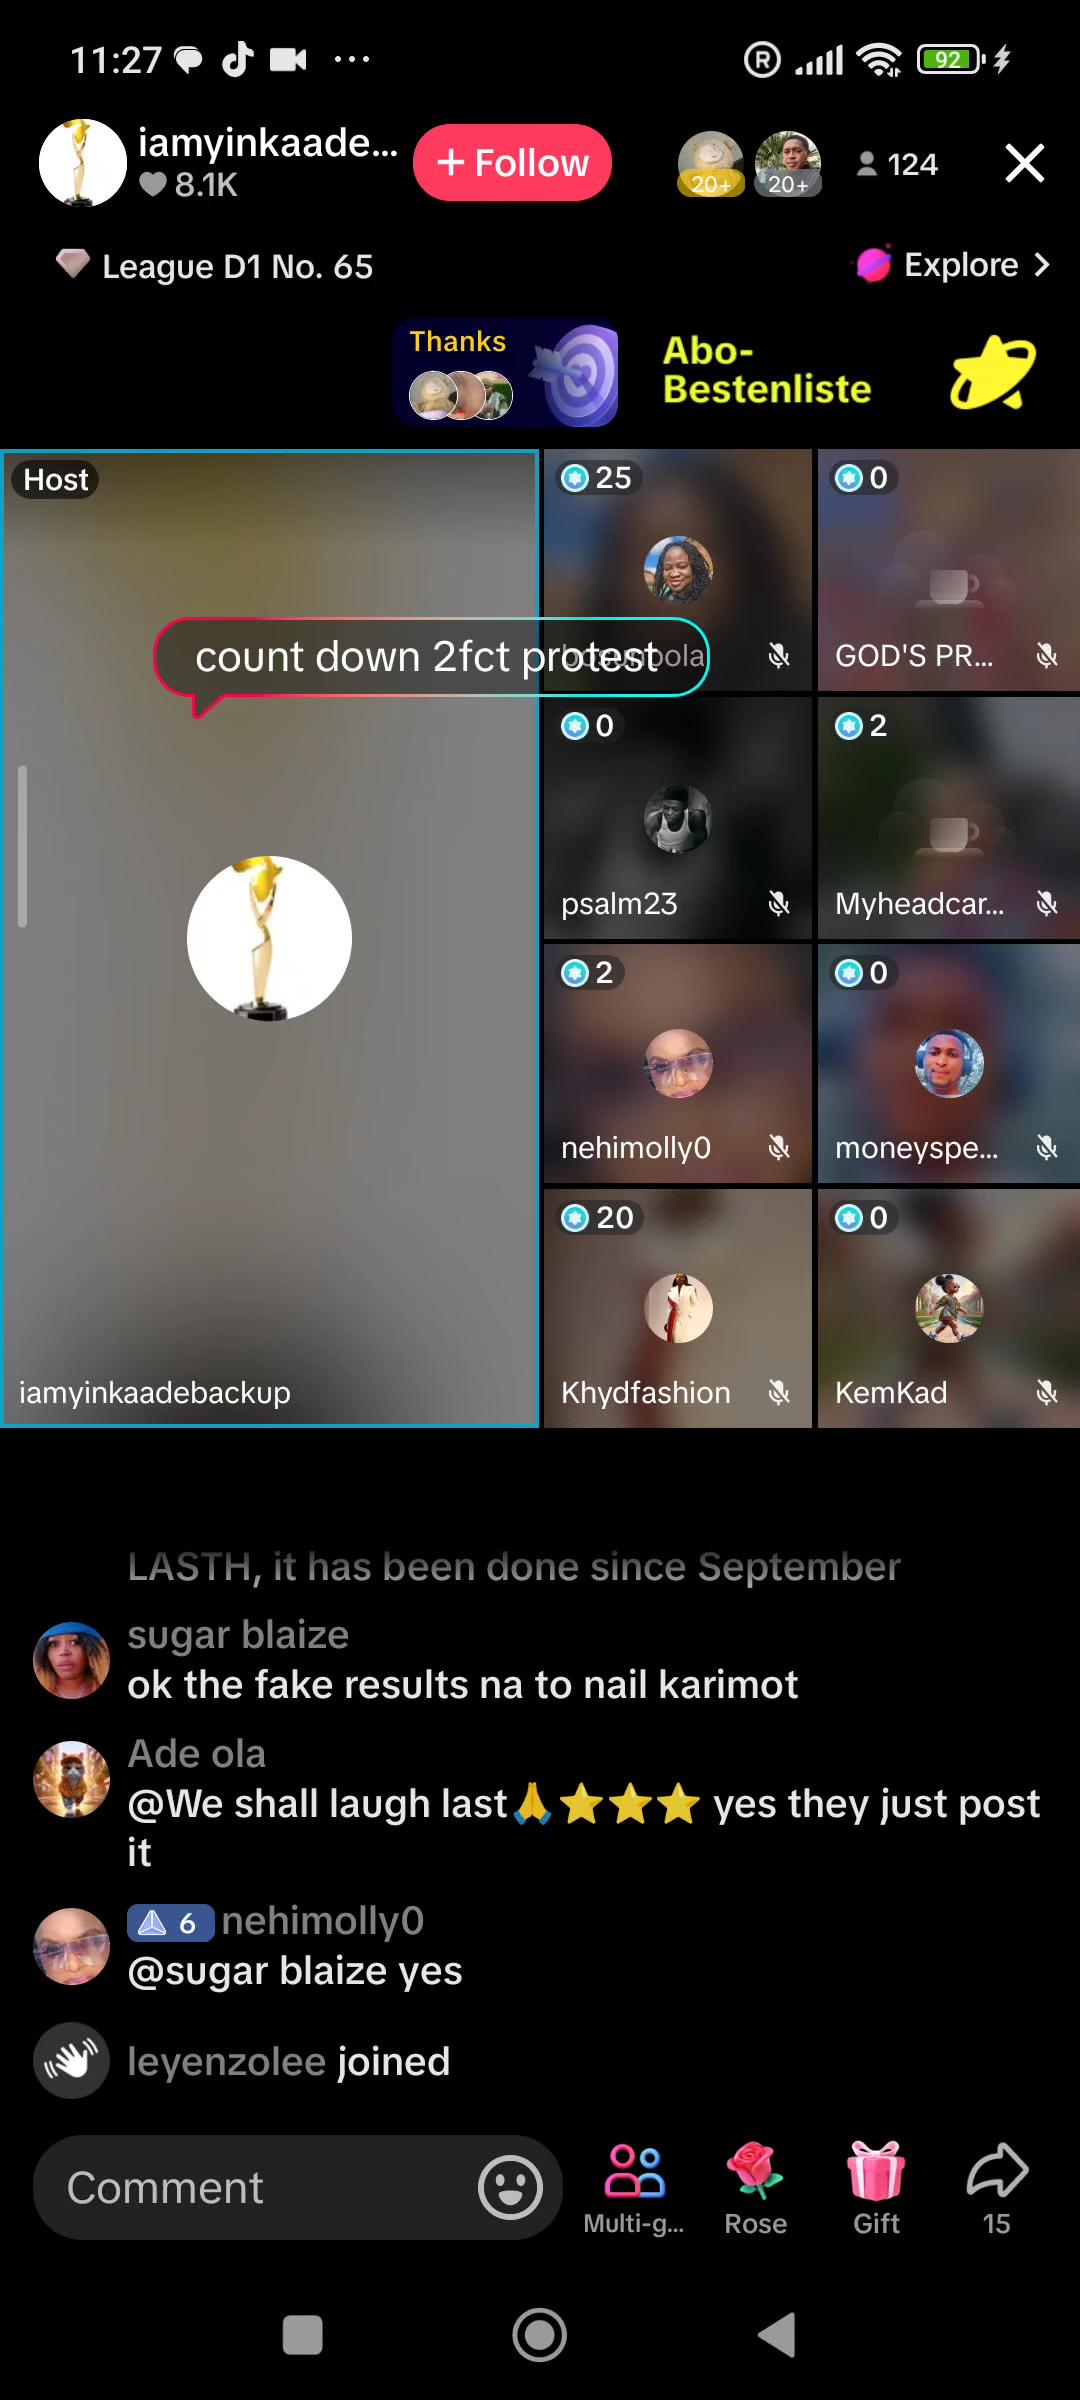 11:27
92
iamyinkaade...
8.1K
+ Follow
20+
20+
124
League D1 No. 65
Explore >
Thanks
Abo-
Bestenliste
Host
25
0
count down 2fct protest
GOD'S PR...
0
2
psalm23
Myheadcar...
2
0
nehimolly0
moneyspe...
20
0
iamyinkaadebackup
Khydfashion
KemKad
LASTH, it has been done since September
sugar blaize
ok the fake results na to nail karimot
Ade ola
@We shall laugh last🙏⭐⭐⭐ yes they just post
it
6 nehimolly0
@sugar blaize yes
leyenzolee joined
Comment
Multi-g...
Rose
Gift
15